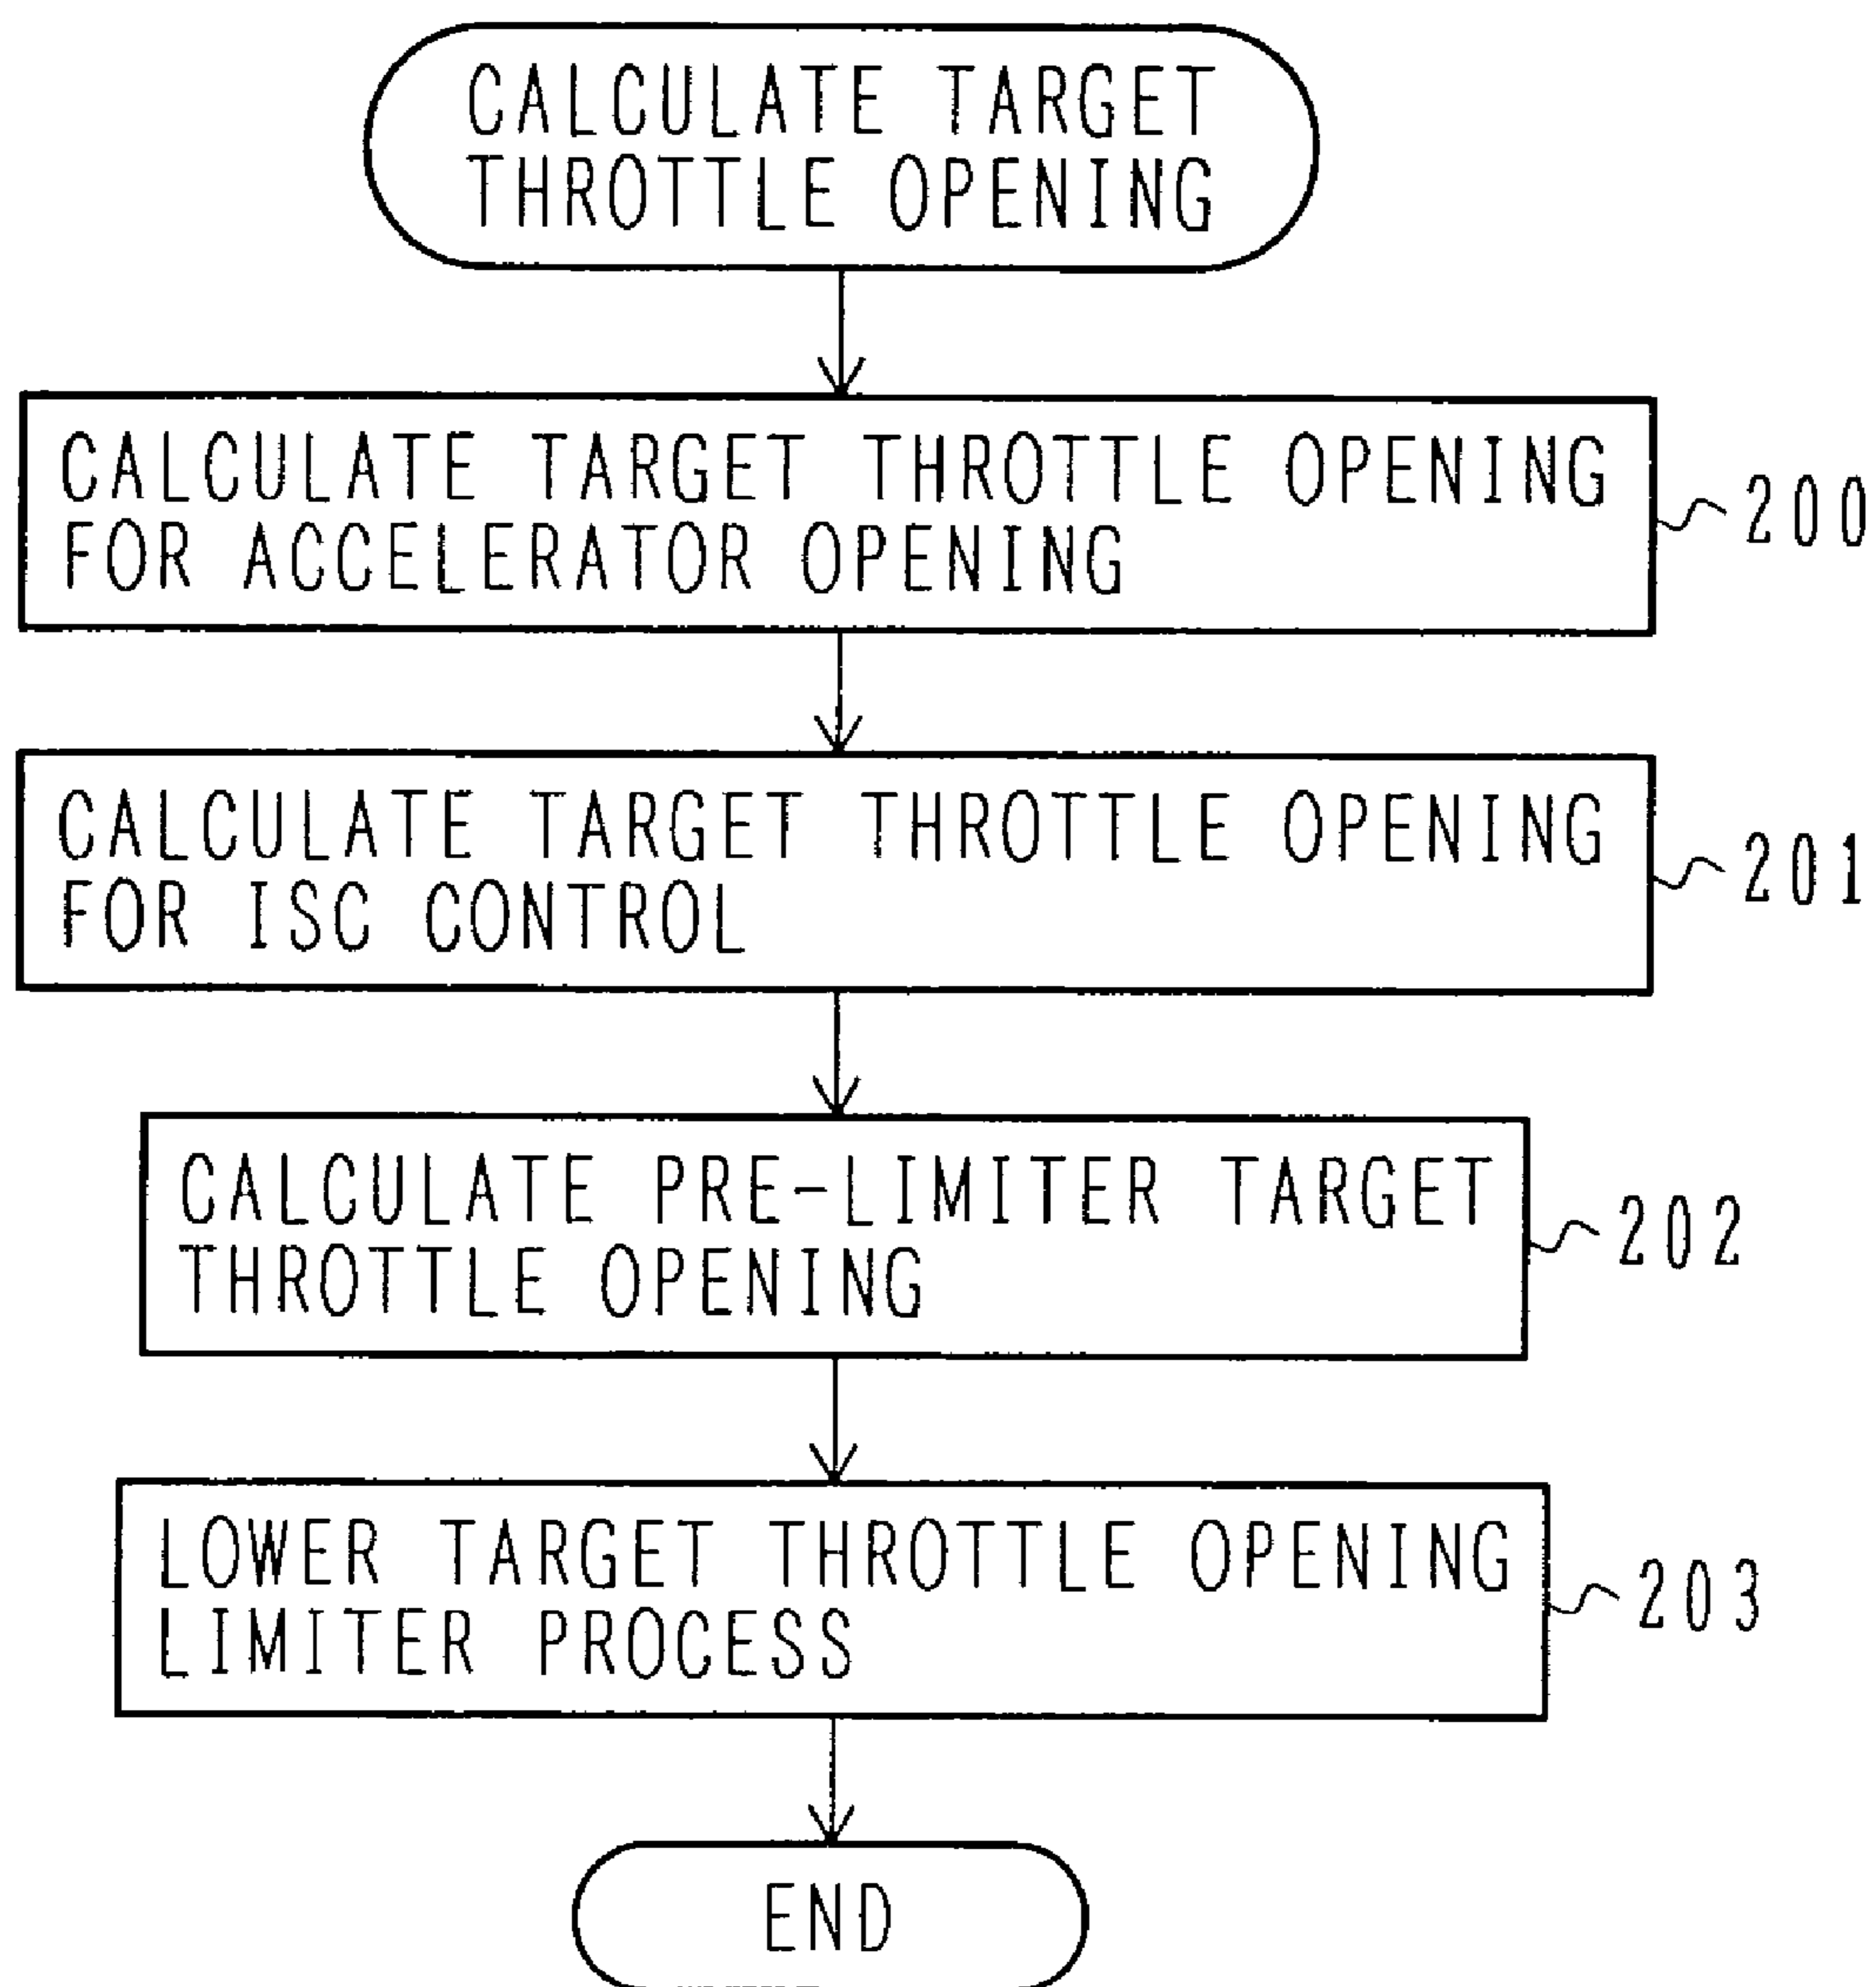 CALCULATE TARGET
THROTTLE OPENING
CALCULATE TARGET THROTTLE OPENING
FOR ACCELERATOR OPENING
200
CALCULATE TARGET THROTTLE OPENING
FOR ISC CONTROL
201
CALCULATE PRE-LIMITER TARGET
THROTTLE OPENING
202
LOWER TARGET THROTTLE OPENING
LIMITER PROCESS
203
END